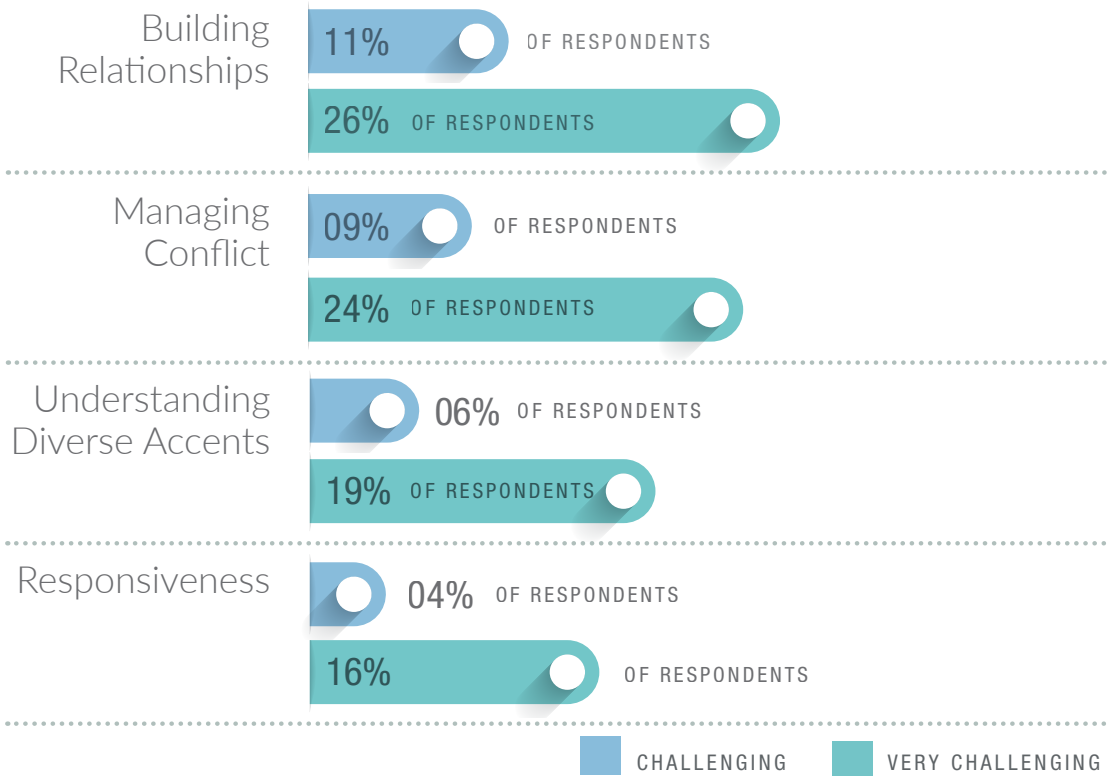 Building
Relationships
11% OF RESPONDENTS
26% OF RESPONDENTS
Managing
Conflict
09% OF RESPONDENTS
24% OF RESPONDENTS
Understanding
Diverse Accents
06% OF RESPONDENTS
19% OF RESPONDENTS
Responsiveness
04% OF RESPONDENTS
16% OF RESPONDENTS
CHALLENGING VERY CHALLENGING